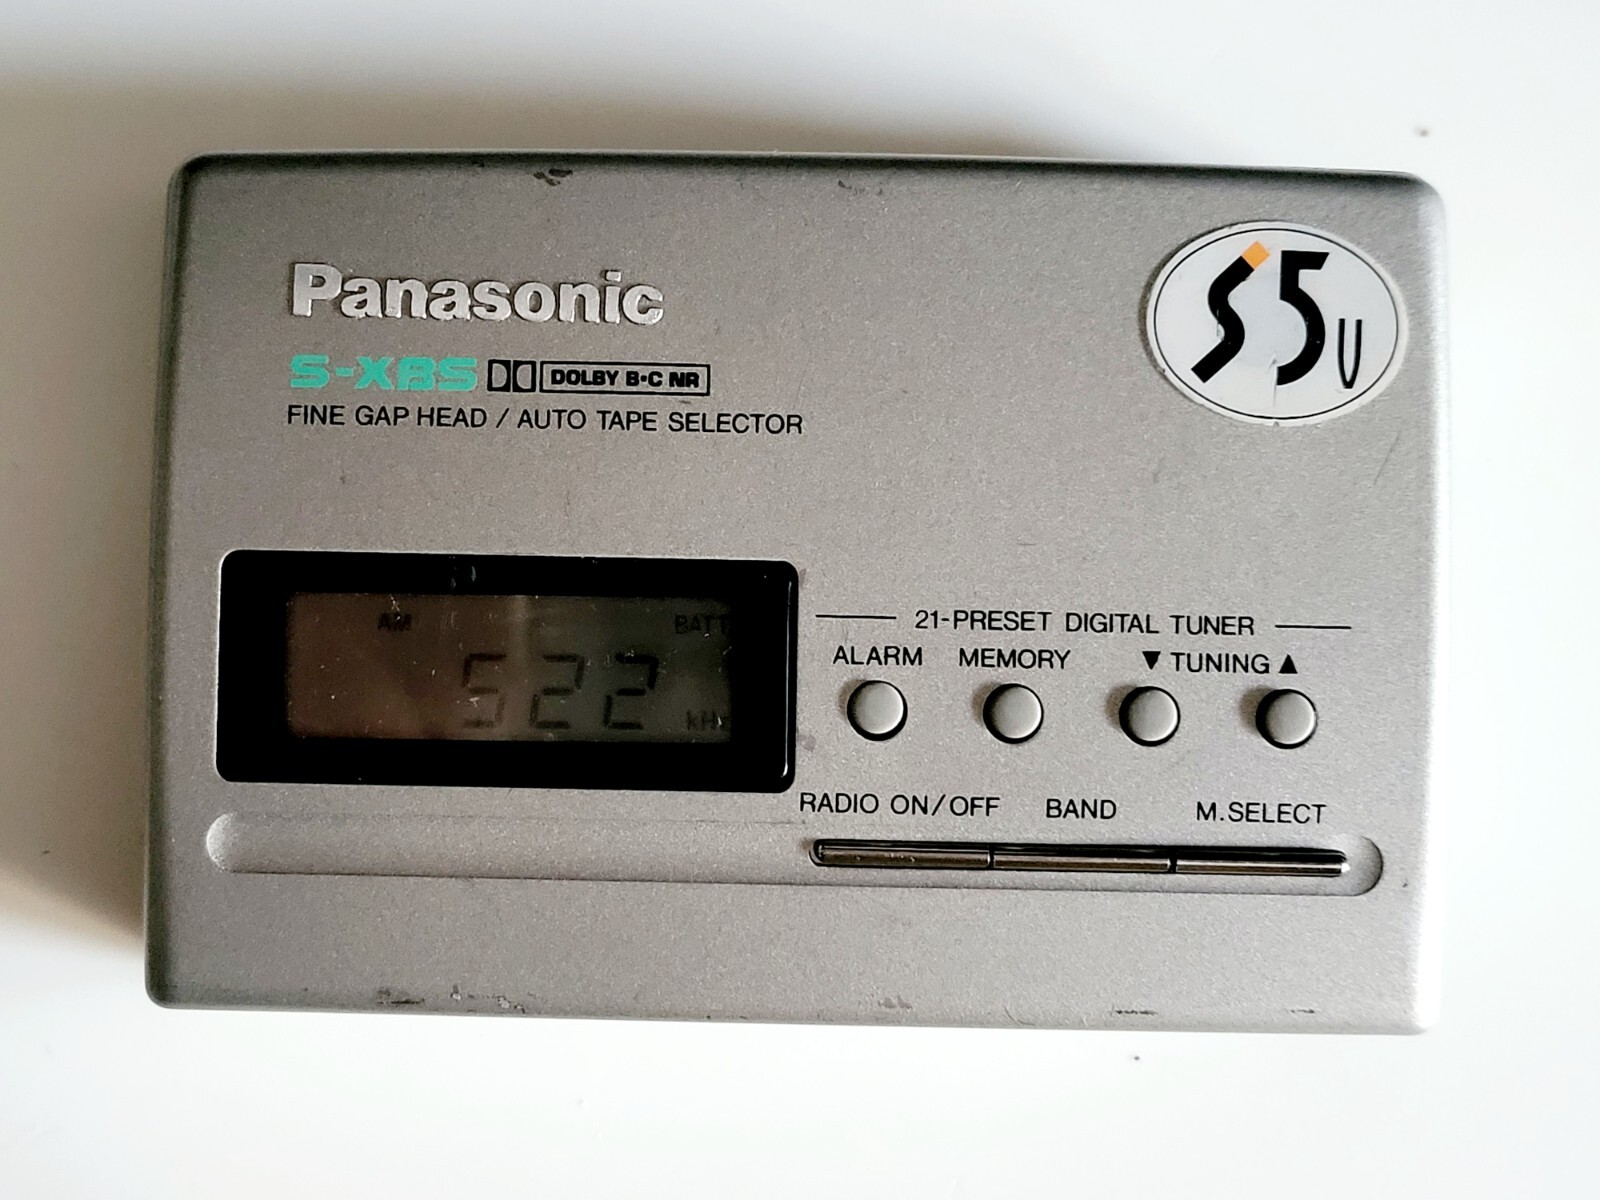 Panasonic
S5U
S-XBS DOLBY B•C NR
FINE GAP HEAD / AUTO TAPE SELECTOR
AM BATT
522 kHz
21-PRESET DIGITAL TUNER
ALARM MEMORY ▼ TUNING ▲
RADIO ON/OFF BAND M.SELECT